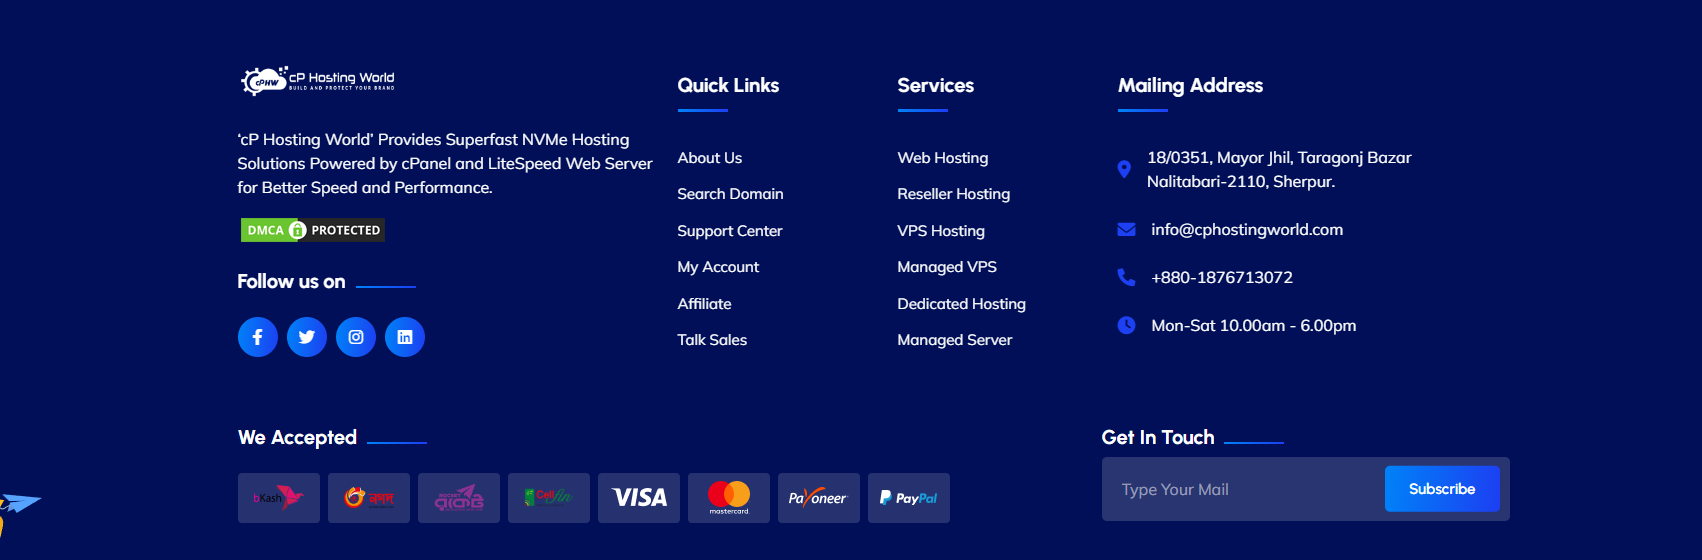 cPHW
cP Hosting World
BUILD AND PROTECT YOUR BRAND
‘cP Hosting World’ Provides Superfast NVMe Hosting
Solutions Powered by cPanel and LiteSpeed Web Server
for Better Speed and Performance.
DMCA PROTECTED
Follow us on
Quick Links
About Us
Search Domain
Support Center
My Account
Affiliate
Talk Sales
Services
Web Hosting
Reseller Hosting
VPS Hosting
Managed VPS
Dedicated Hosting
Managed Server
Mailing Address
18/0351, Mayor Jhil, Taragonj Bazar
Nalitabari-2110, Sherpur.
info@cphostingworld.com
+880-1876713072
Mon-Sat 10.00am - 6.00pm
We Accepted
bKash
নগদ
ROCKET
রকেট
Cellfin
VISA
mastercard
Payoneer
PayPal
Get In Touch
Type Your Mail
Subscribe